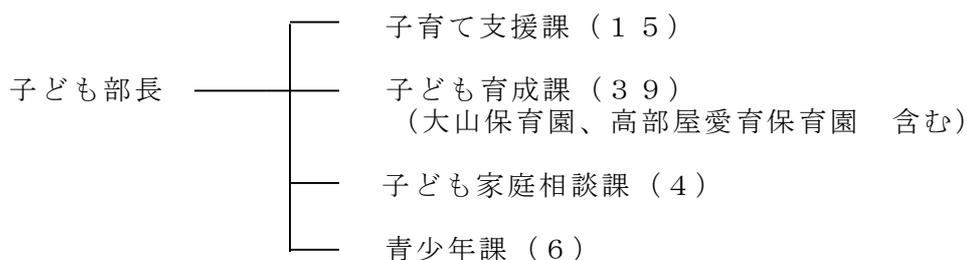 子育て支援課（１５）
子ども部長
子ども育成課（３９）
（大山保育園、高部屋愛育保育園　含む）
子ども家庭相談課（４）
青少年課（６）